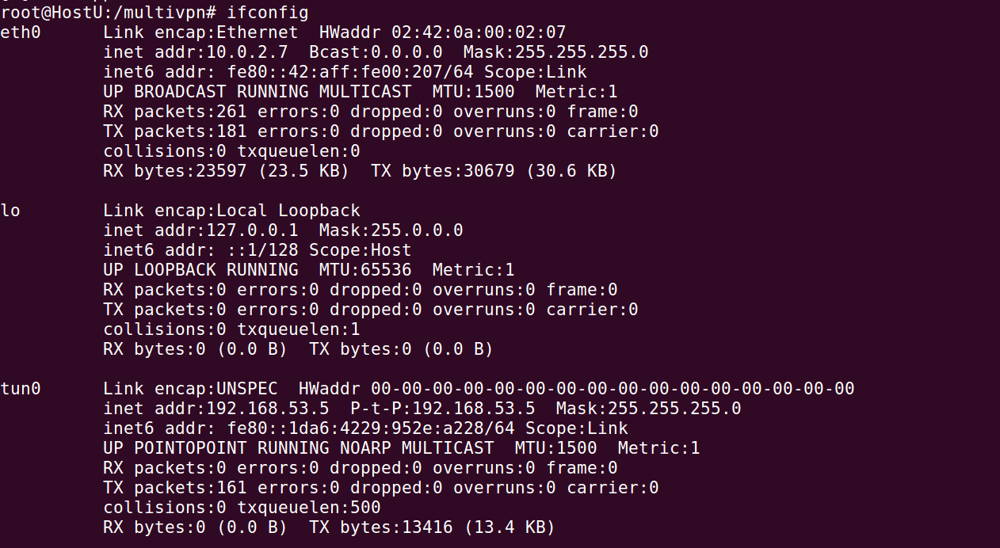 root@HostU:/multivpn# ifconfig
eth0      Link encap:Ethernet  HWaddr 02:42:0a:00:02:07
          inet addr:10.0.2.7  Bcast:0.0.0.0  Mask:255.255.255.0
          inet6 addr: fe80::42:aff:fe00:207/64 Scope:Link
          UP BROADCAST RUNNING MULTICAST  MTU:1500  Metric:1
          RX packets:261 errors:0 dropped:0 overruns:0 frame:0
          TX packets:181 errors:0 dropped:0 overruns:0 carrier:0
          collisions:0 txqueuelen:0
          RX bytes:23597 (23.5 KB)  TX bytes:30679 (30.6 KB)

lo        Link encap:Local Loopback
          inet addr:127.0.0.1  Mask:255.0.0.0
          inet6 addr: ::1/128 Scope:Host
          UP LOOPBACK RUNNING  MTU:65536  Metric:1
          RX packets:0 errors:0 dropped:0 overruns:0 frame:0
          TX packets:0 errors:0 dropped:0 overruns:0 carrier:0
          collisions:0 txqueuelen:1
          RX bytes:0 (0.0 B)  TX bytes:0 (0.0 B)

tun0      Link encap:UNSPEC  HWaddr 00-00-00-00-00-00-00-00-00-00-00-00-00-00-00-00
          inet addr:192.168.53.5  P-t-P:192.168.53.5  Mask:255.255.255.0
          inet6 addr: fe80::1da6:4229:952e:a228/64 Scope:Link
          UP POINTOPOINT RUNNING NOARP MULTICAST  MTU:1500  Metric:1
          RX packets:0 errors:0 dropped:0 overruns:0 frame:0
          TX packets:161 errors:0 dropped:0 overruns:0 carrier:0
          collisions:0 txqueuelen:500
          RX bytes:0 (0.0 B)  TX bytes:13416 (13.4 KB)